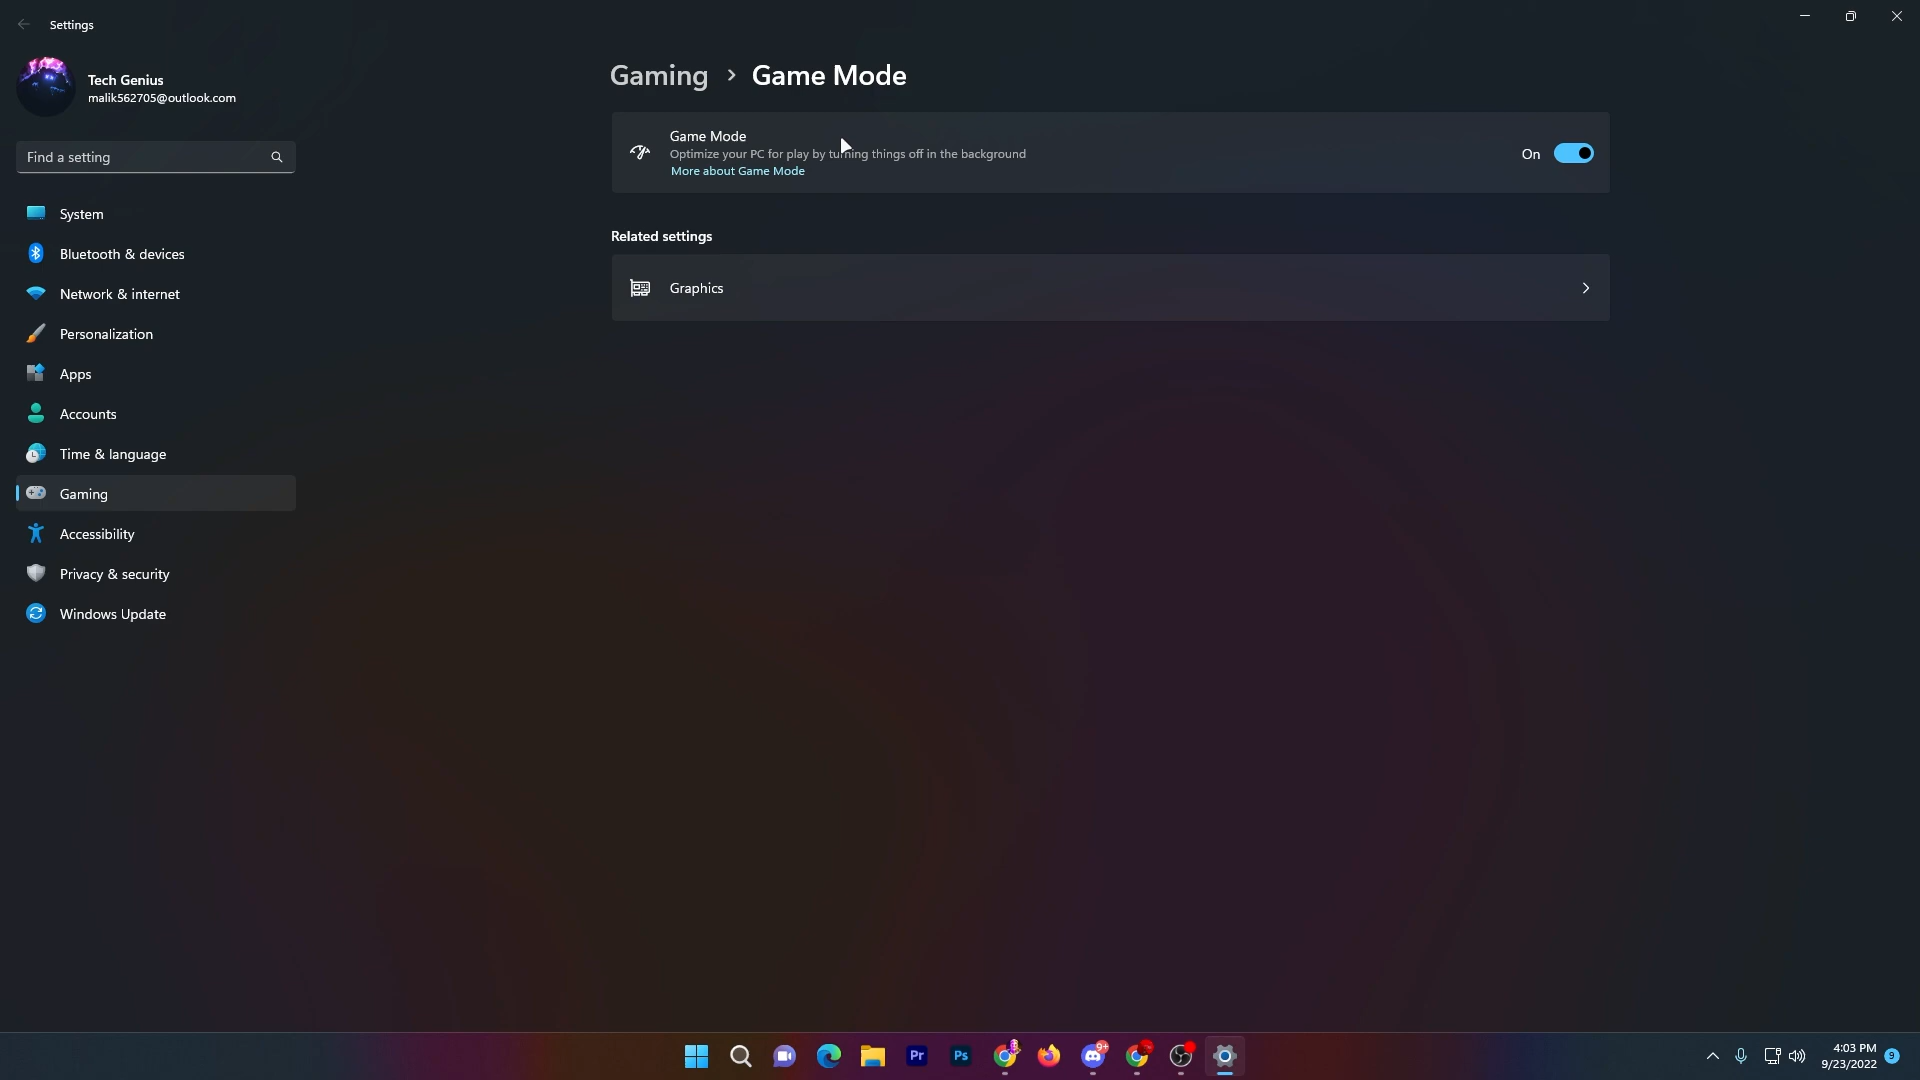 Settings
Tech Genius
malik562705@outlook.com
Find a setting
System
Bluetooth & devices
Network & internet
Personalization
Apps
Accounts
Time & language
Gaming
Accessibility
Privacy & security
Windows Update
Gaming > Game Mode
Game Mode
Optimize your PC for play by turning things off in the background
More about Game Mode
On
Related settings
Graphics
Pr
Ps
9+
4:03 PM
9/23/2022
9